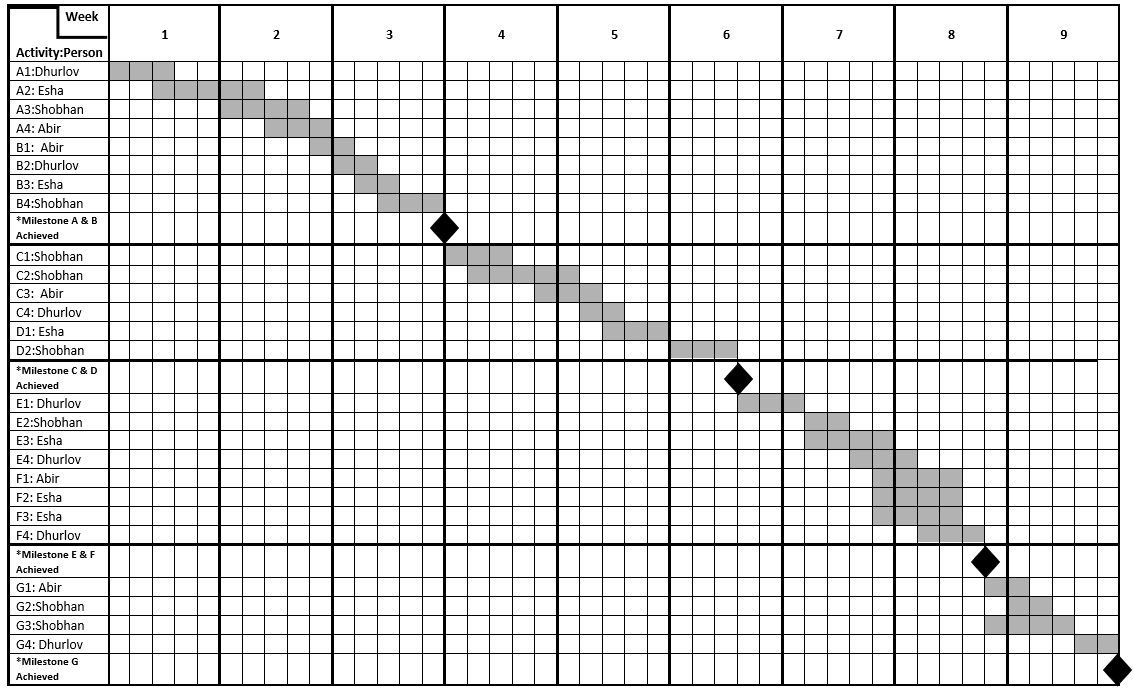 Week
Activity:Person
1 2 3 4 5 6 7 8 9
A1:Dhurlov
A2: Esha
A3:Shobhan
A4: Abir
B1:  Abir
B2:Dhurlov
B3: Esha
B4:Shobhan
*Milestone A & B
Achieved
C1:Shobhan
C2:Shobhan
C3:  Abir
C4: Dhurlov
D1: Esha
D2:Shobhan
*Milestone C & D
Achieved
E1: Dhurlov
E2:Shobhan
E3: Esha
E4: Dhurlov
F1: Abir
F2: Esha
F3: Esha
F4: Dhurlov
*Milestone E & F
Achieved
G1: Abir
G2:Shobhan
G3:Shobhan
G4: Dhurlov
*Milestone G
Achieved